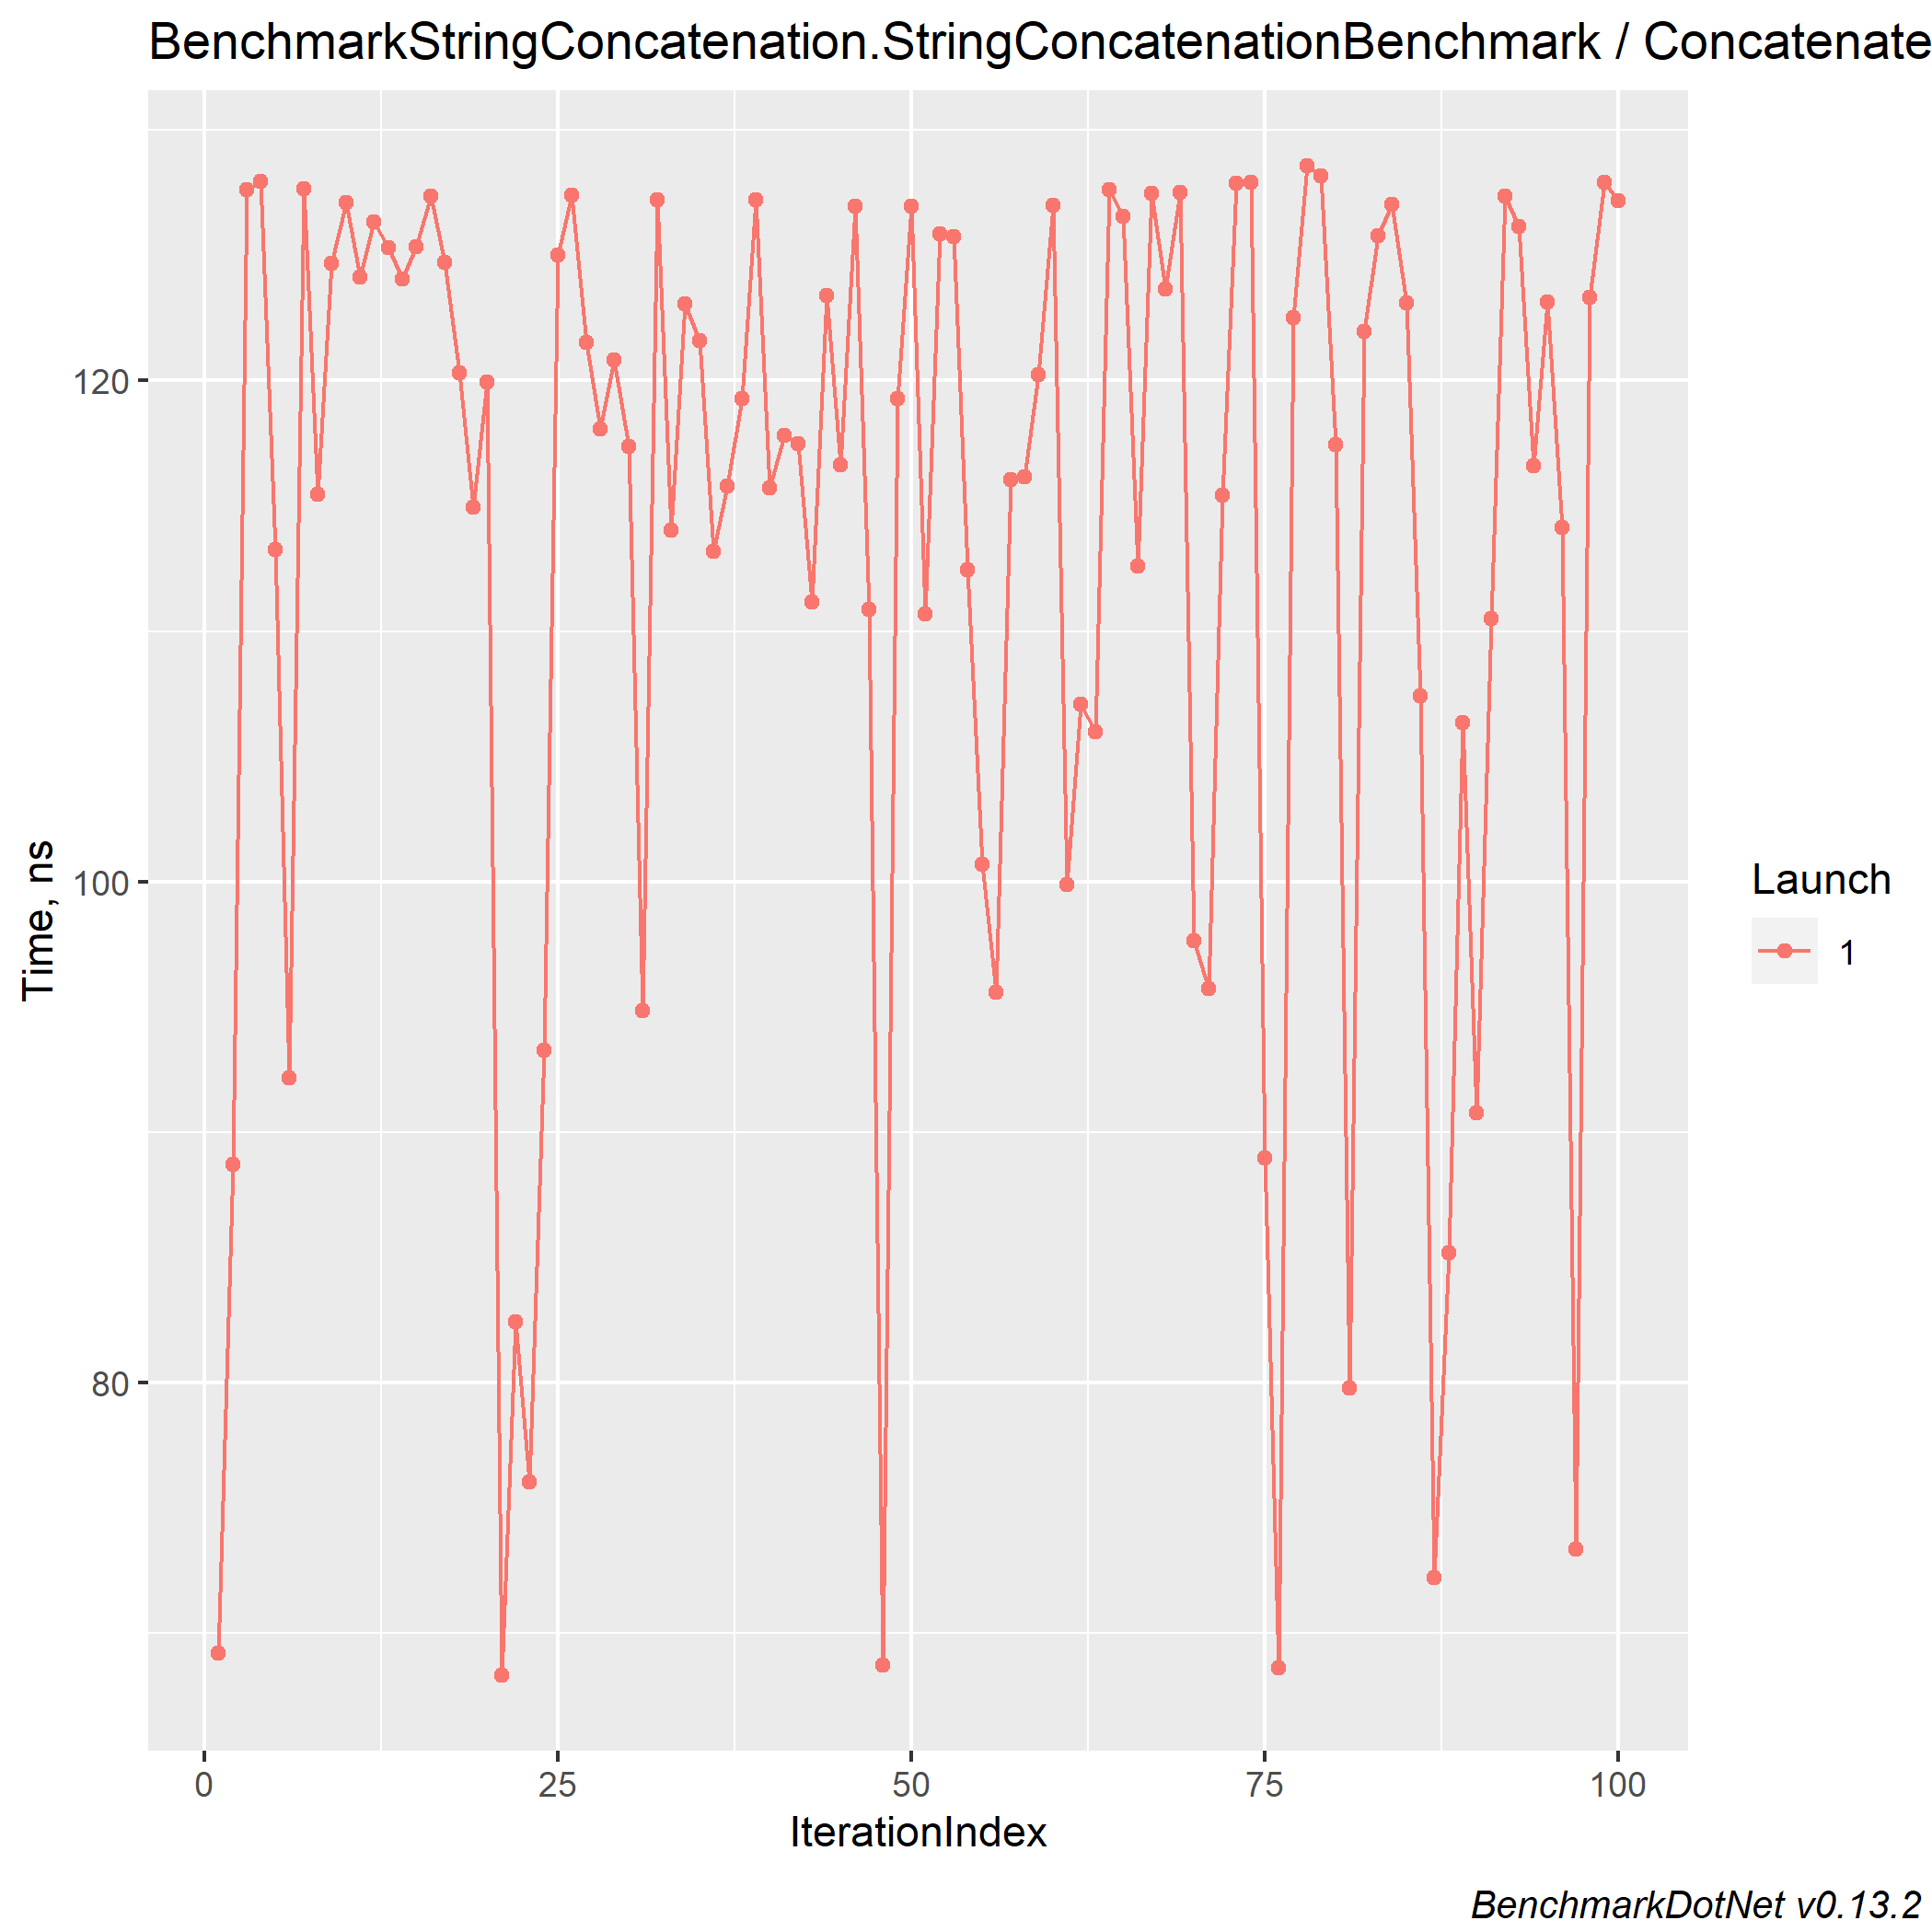 BenchmarkStringConcatenation.StringConcatenationBenchmark / Concatenate
120
100
80
Time, ns
0 25 50 75 100
IterationIndex
Launch
1
BenchmarkDotNet v0.13.2